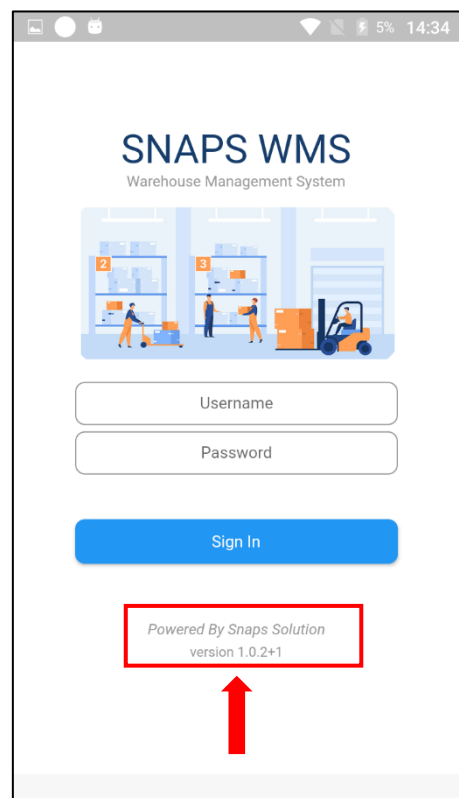 5% 14:34
SNAPS WMS
Warehouse Management System
2 3
Username
Password
Sign In
Powered By Snaps Solution
version 1.0.2+1